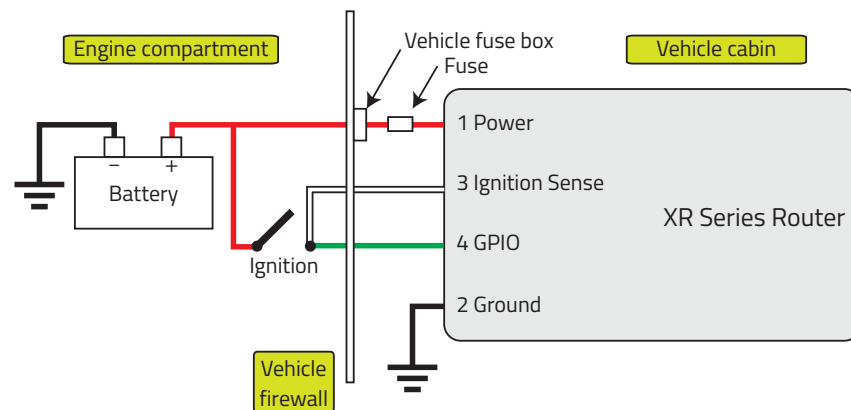 Engine compartment
Vehicle fuse box
Fuse
Vehicle cabin
1 Power
− +
Battery
3 Ignition Sense
XR Series Router
4 GPIO
Ignition
2 Ground
Vehicle
firewall